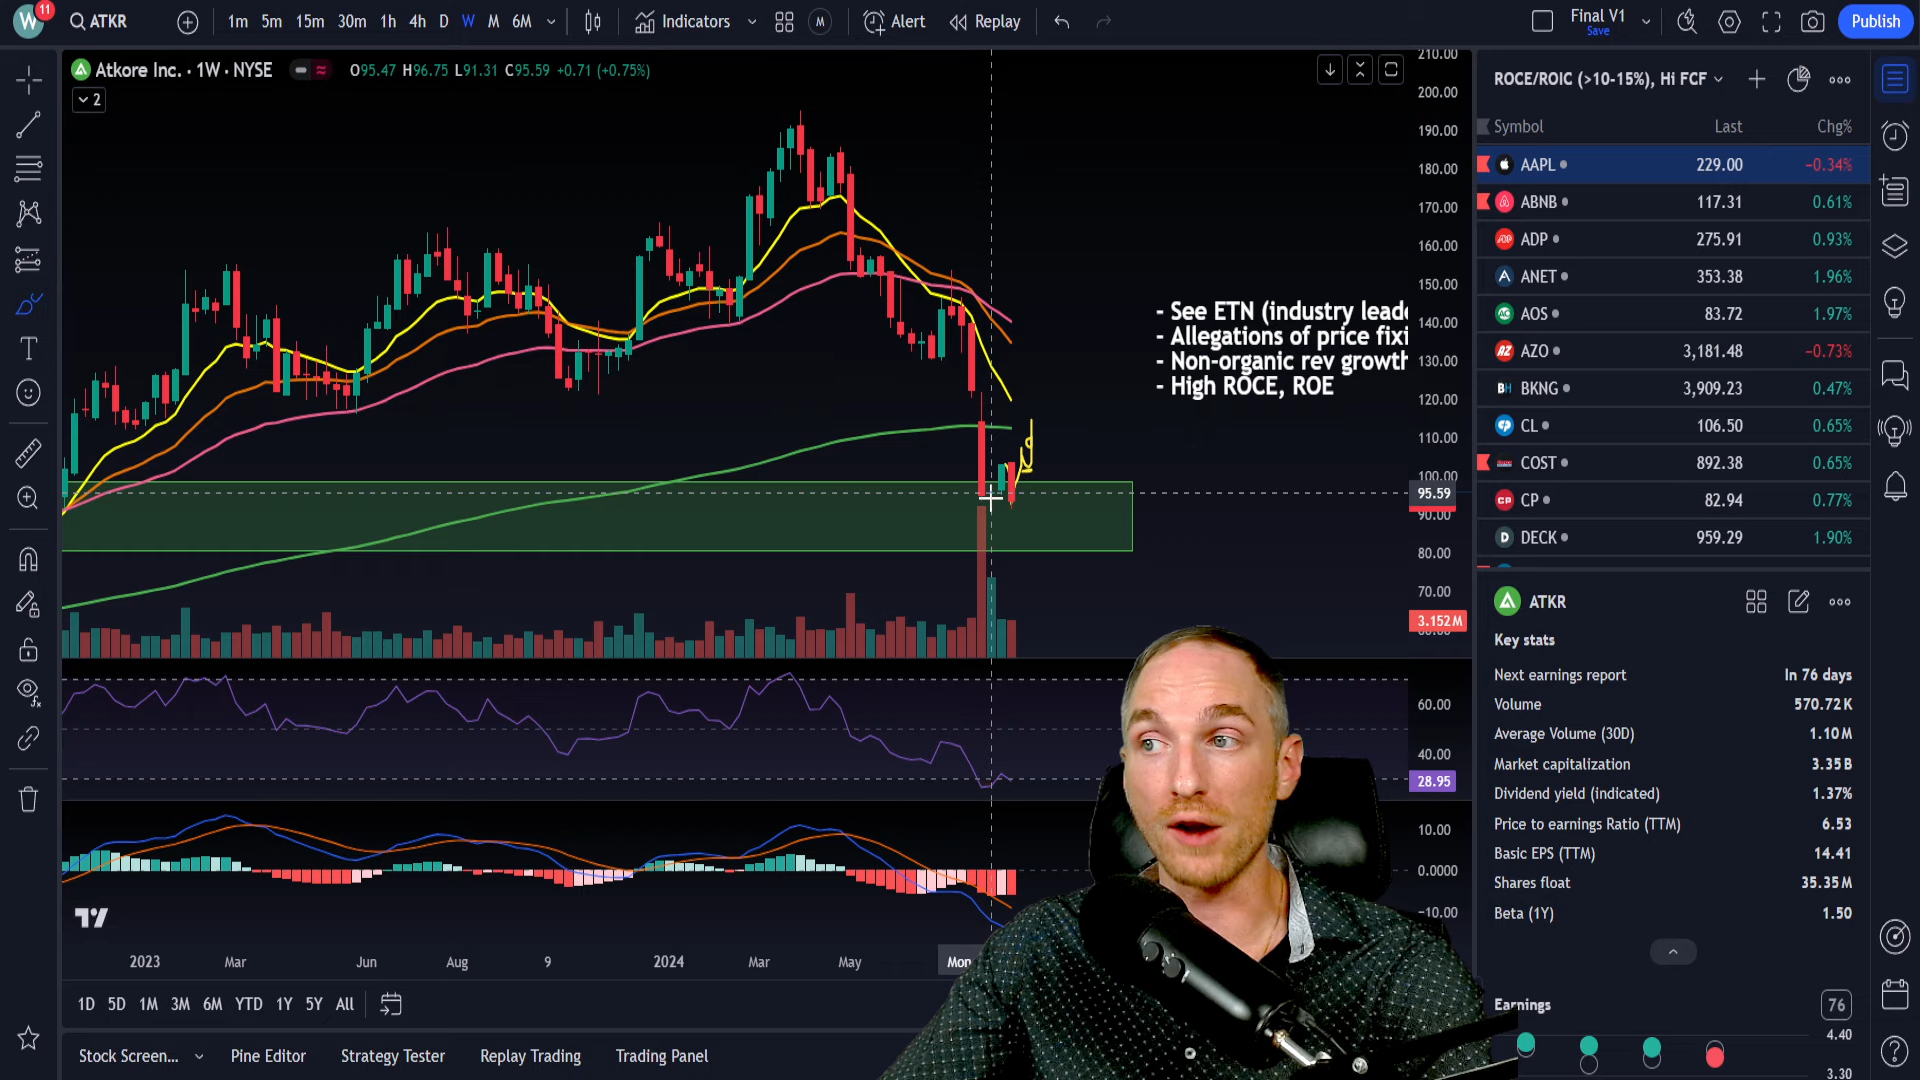 W 11 ATKR 1m 5m 15m 30m 1h 4h D W M 6M Indicators M Alert Replay Final V1 Save Publish
Atkore Inc. · 1W · NYSE O95.47 H96.75 L91.31 C95.59 +0.71 (+0.75%)
2
210.00
200.00
190.00
180.00
170.00
160.00
150.00
140.00
130.00
120.00
110.00
100.00
95.59
90.00
80.00
70.00
3.152M
- See ETN (industry leade
- Allegations of price fixi
- Non-organic rev growth
- High ROCE, ROE
60.00
40.00
28.95
10.00
0.0000
-10.00
2023 Mar Jun Aug 9 2024 Mar May Mon
1D 5D 1M 3M 6M YTD 1Y 5Y All
Stock Screen... Pine Editor Strategy Tester Replay Trading Trading Panel
ROCE/ROIC (>10-15%), Hi FCF
Symbol Last Chg%
AAPL 229.00 −0.34%
ABNB 117.31 0.61%
ADP 275.91 0.93%
ANET 353.38 1.96%
AOS 83.72 1.97%
AZO 3,181.48 −0.73%
BKNG 3,909.23 0.47%
CL 106.50 0.65%
COST 892.38 0.65%
CP 82.94 0.77%
DECK 959.29 1.90%
ATKR
Key stats
Next earnings report In 76 days
Volume 570.72K
Average Volume (30D) 1.10M
Market capitalization 3.35B
Dividend yield (indicated) 1.37%
Price to earnings Ratio (TTM) 6.53
Basic EPS (TTM) 14.41
Shares float 35.35M
Beta (1Y) 1.50
Earnings 76
4.40
3.30